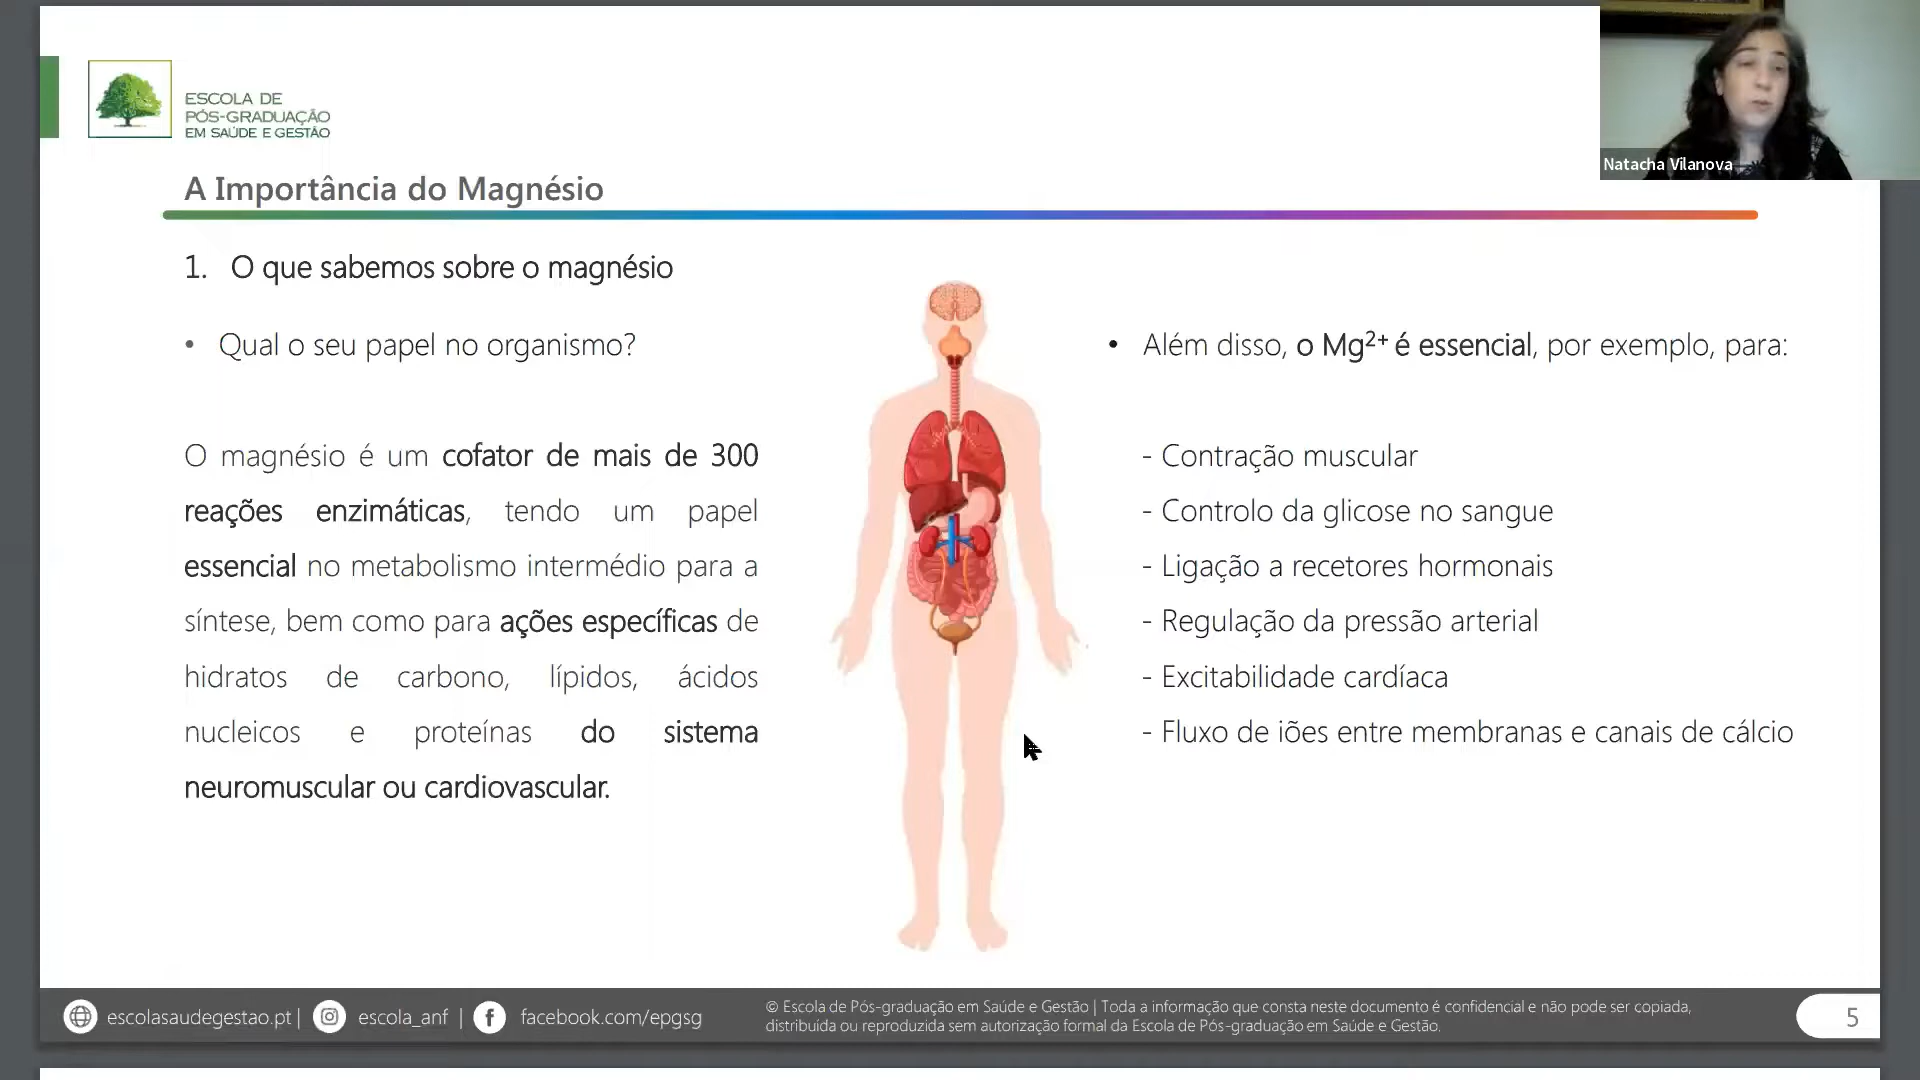 ESCOLA DE
PÓS-GRADUAÇÃO
EM SAÚDE E GESTÃO
Natacha Vilanova
A Importância do Magnésio
1. O que sabemos sobre o magnésio
• Qual o seu papel no organismo?
O magnésio é um cofator de mais de 300
reações enzimáticas, tendo um papel
essencial no metabolismo intermédio para a
síntese, bem como para ações específicas de
hidratos de carbono, lípidos, ácidos
nucleicos e proteínas do sistema
neuromuscular ou cardiovascular.
• Além disso, o Mg²⁺ é essencial, por exemplo, para:
- Contração muscular
- Controlo da glicose no sangue
- Ligação a recetores hormonais
- Regulação da pressão arterial
- Excitabilidade cardíaca
- Fluxo de iões entre membranas e canais de cálcio
escolasaudegestao.pt | escola_anf | facebook.com/epgsg
© Escola de Pós-graduação em Saúde e Gestão | Toda a informação que consta neste documento é confidencial e não pode ser copiada,
distribuída ou reproduzida sem autorização formal da Escola de Pós-graduação em Saúde e Gestão.
5